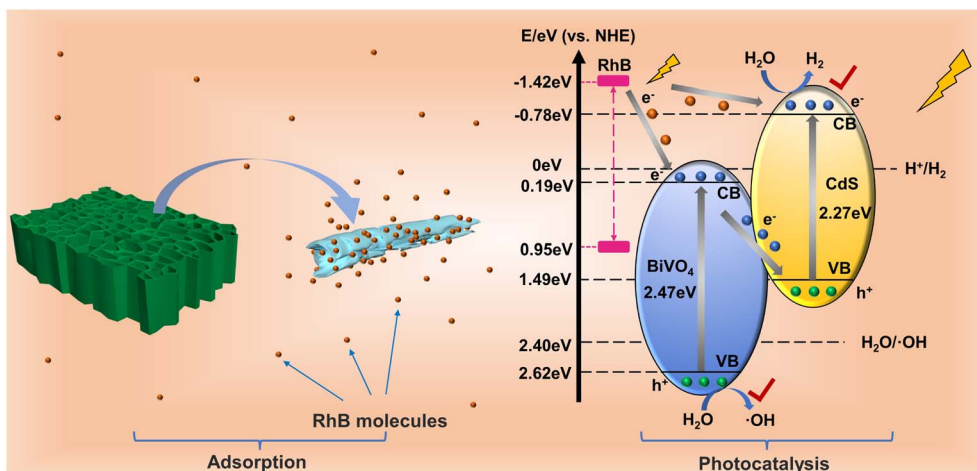 E/eV (vs. NHE)
RhB
-1.42eV
-0.78eV
0eV
0.19eV
0.95eV
1.49eV
2.40eV
2.62eV
H₂O
H₂
e⁻
e⁻
CB
H⁺/H₂
e⁻
CB
CdS
2.27eV
e⁻
BiVO₄
2.47eV
VB
h⁺
H₂O/·OH
VB
h⁺
H₂O
·OH
RhB molecules
Adsorption
Photocatalysis